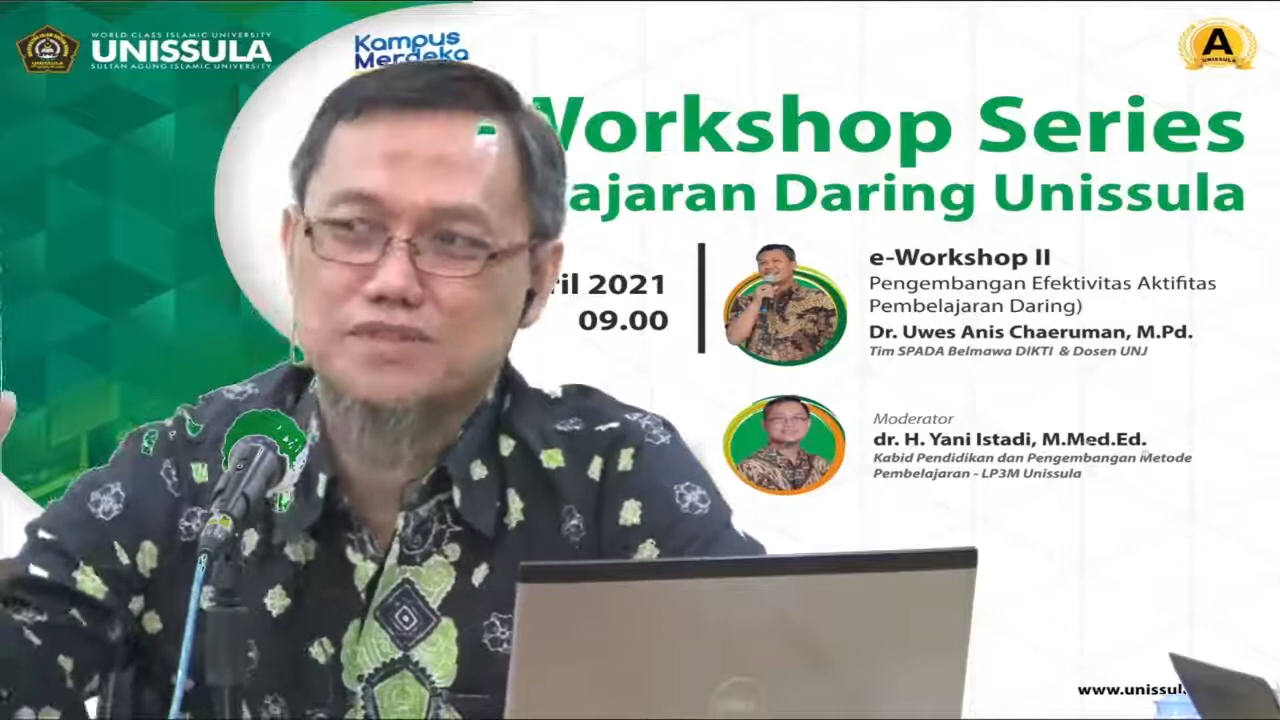 WORLD CLASS ISLAMIC UNIVERSITY
UNISSULA
SULTAN AGUNG ISLAMIC UNIVERSITY
Kampus
Merdeka
A
UNISSULA
Workshop Series
ajaran Daring Unissula
ril 2021
09.00
e-Workshop II
Pengembangan Efektivitas Aktifitas
Pembelajaran Daring)
Dr. Uwes Anis Chaeruman, M.Pd.
Tim SPADA Belmawa DIKTI & Dosen UNJ
Moderator
dr. H. Yani Istadi, M.Med.Ed.
Kabid Pendidikan dan Pengembangan Metode
Pembelajaran - LP3M Unissula
www.unissul